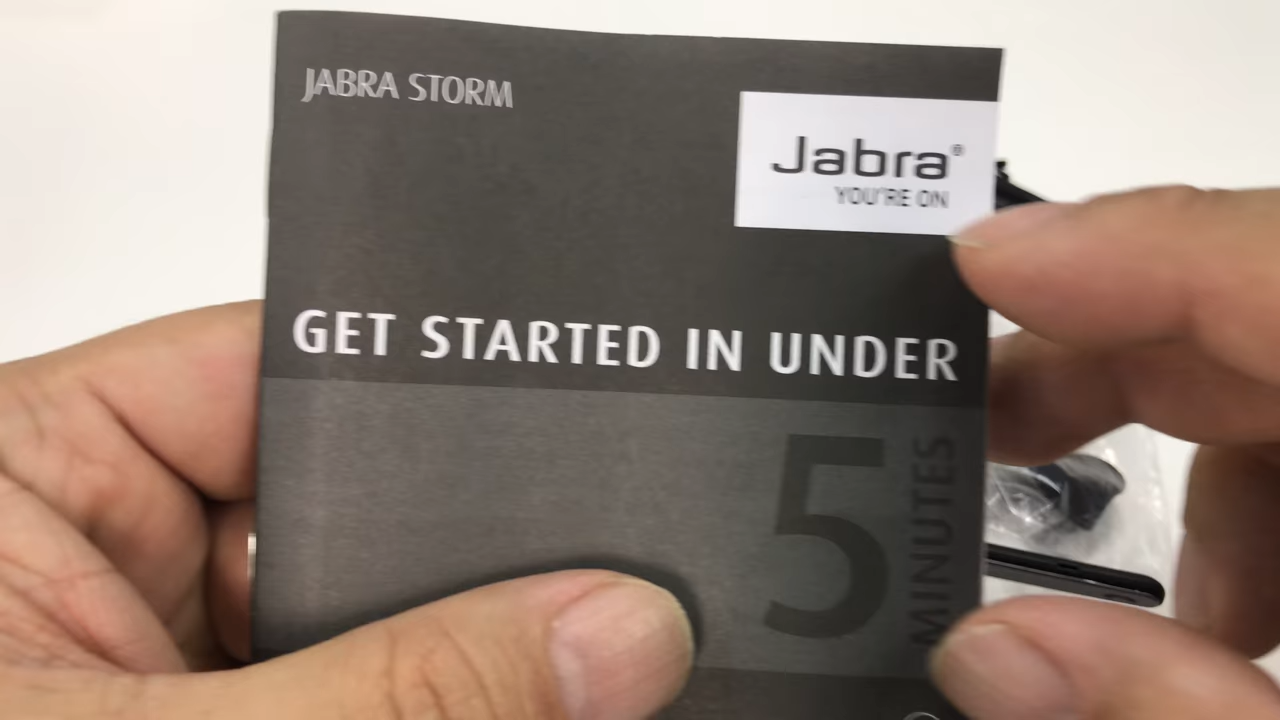 JABRA STORM
Jabra®
YOU'RE ON
GET STARTED IN UNDER
5
MINUTES